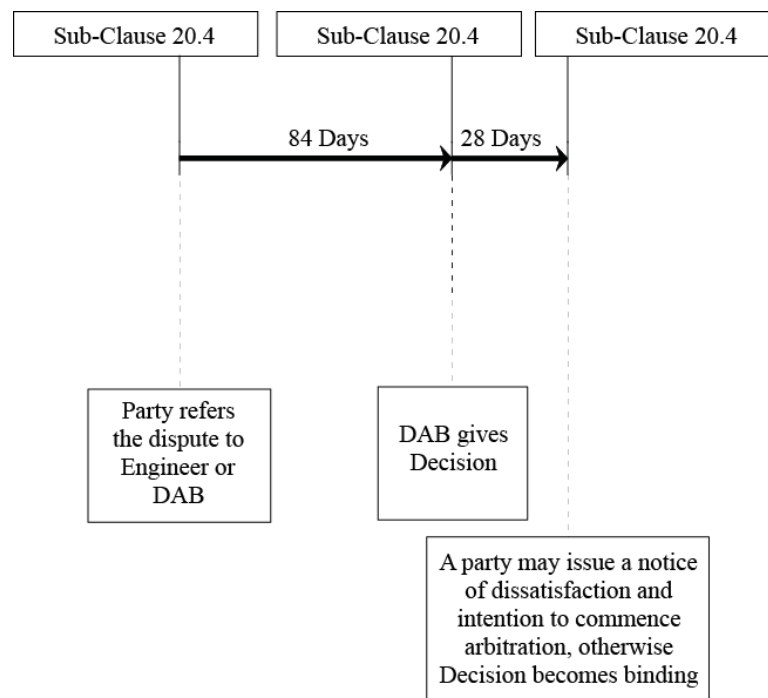 Sub-Clause 20.4
Sub-Clause 20.4
Sub-Clause 20.4
84 Days
28 Days
Party refers
the dispute to
Engineer or
DAB
DAB gives
Decision
A party may issue a notice
of dissatisfaction and
intention to commence
arbitration, otherwise
Decision becomes binding